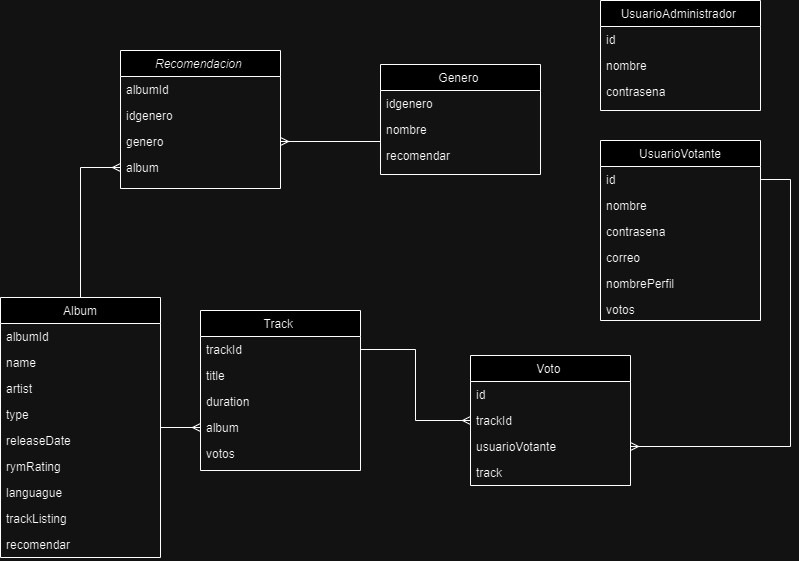 UsuarioAdministrador
id
nombre
contrasena
Recomendacion
albumId
idgenero
genero
album
Genero
idgenero
nombre
recomendar
UsuarioVotante
id
nombre
contrasena
correo
nombrePerfil
votos
Album
albumId
name
artist
type
releaseDate
rymRating
languague
trackListing
recomendar
Track
trackId
title
duration
album
votos
Voto
id
trackId
usuarioVotante
track